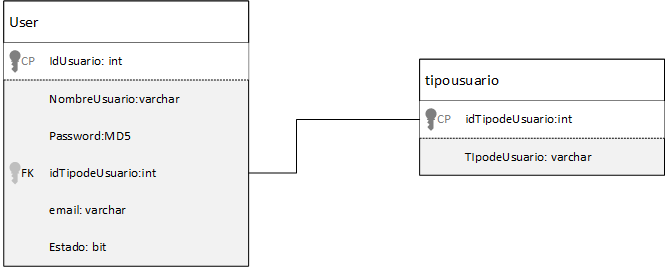 User
CP IdUsuario: int
NombreUsuario:varchar
Password:MD5
FK idTipodeUsuario:int
email: varchar
Estado: bit
tipousuario
CP idTipodeUsuario:int
TIpodeUsuario: varchar